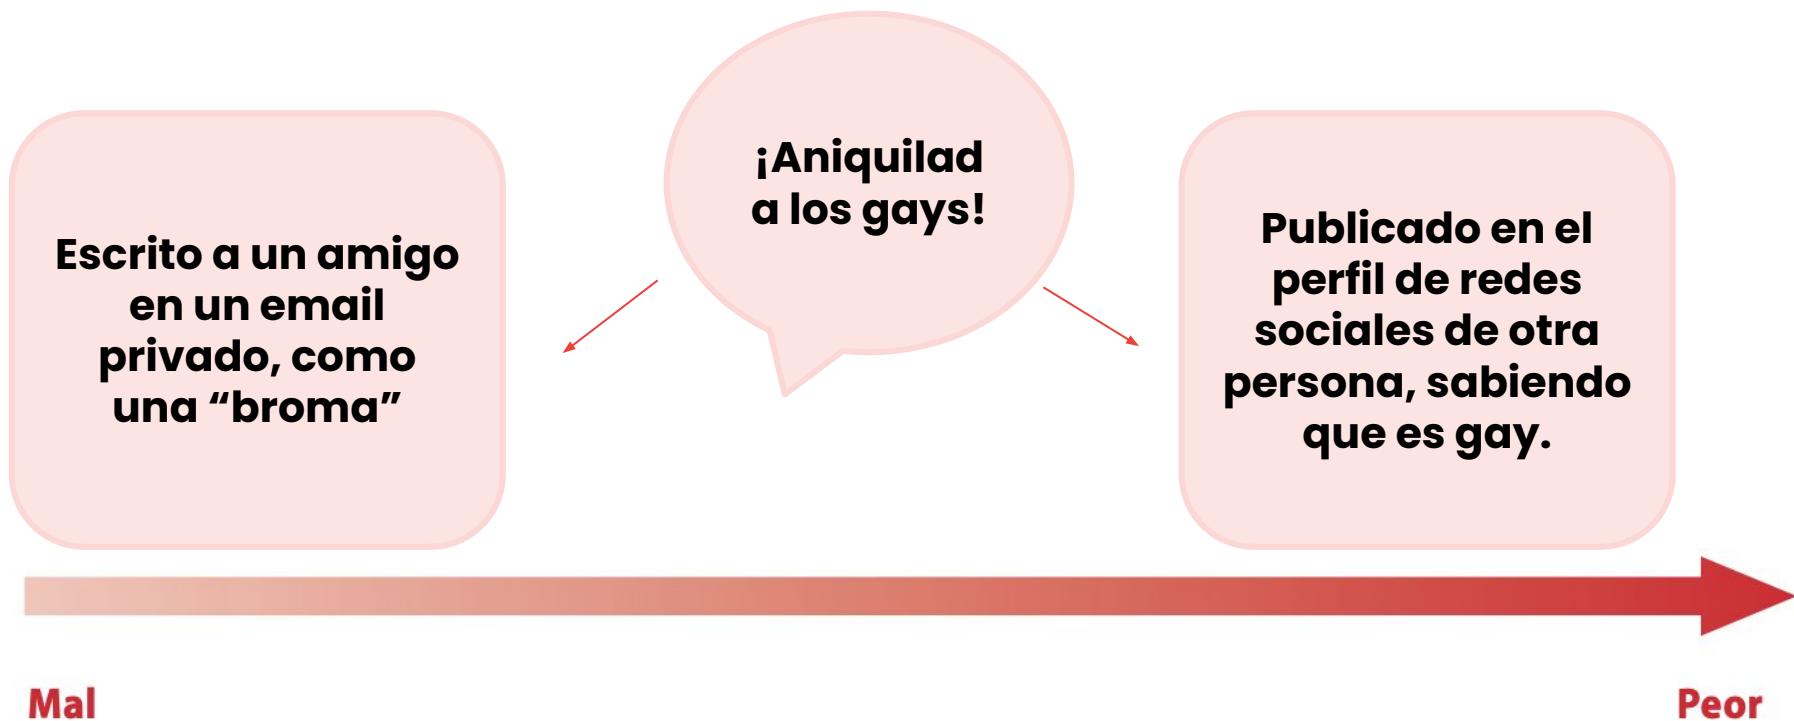 ¡Aniquilad
a los gays!
Escrito a un amigo
en un email
privado, como
una “broma”
Publicado en el
perfil de redes
sociales de otra
persona, sabiendo
que es gay.
Mal
Peor